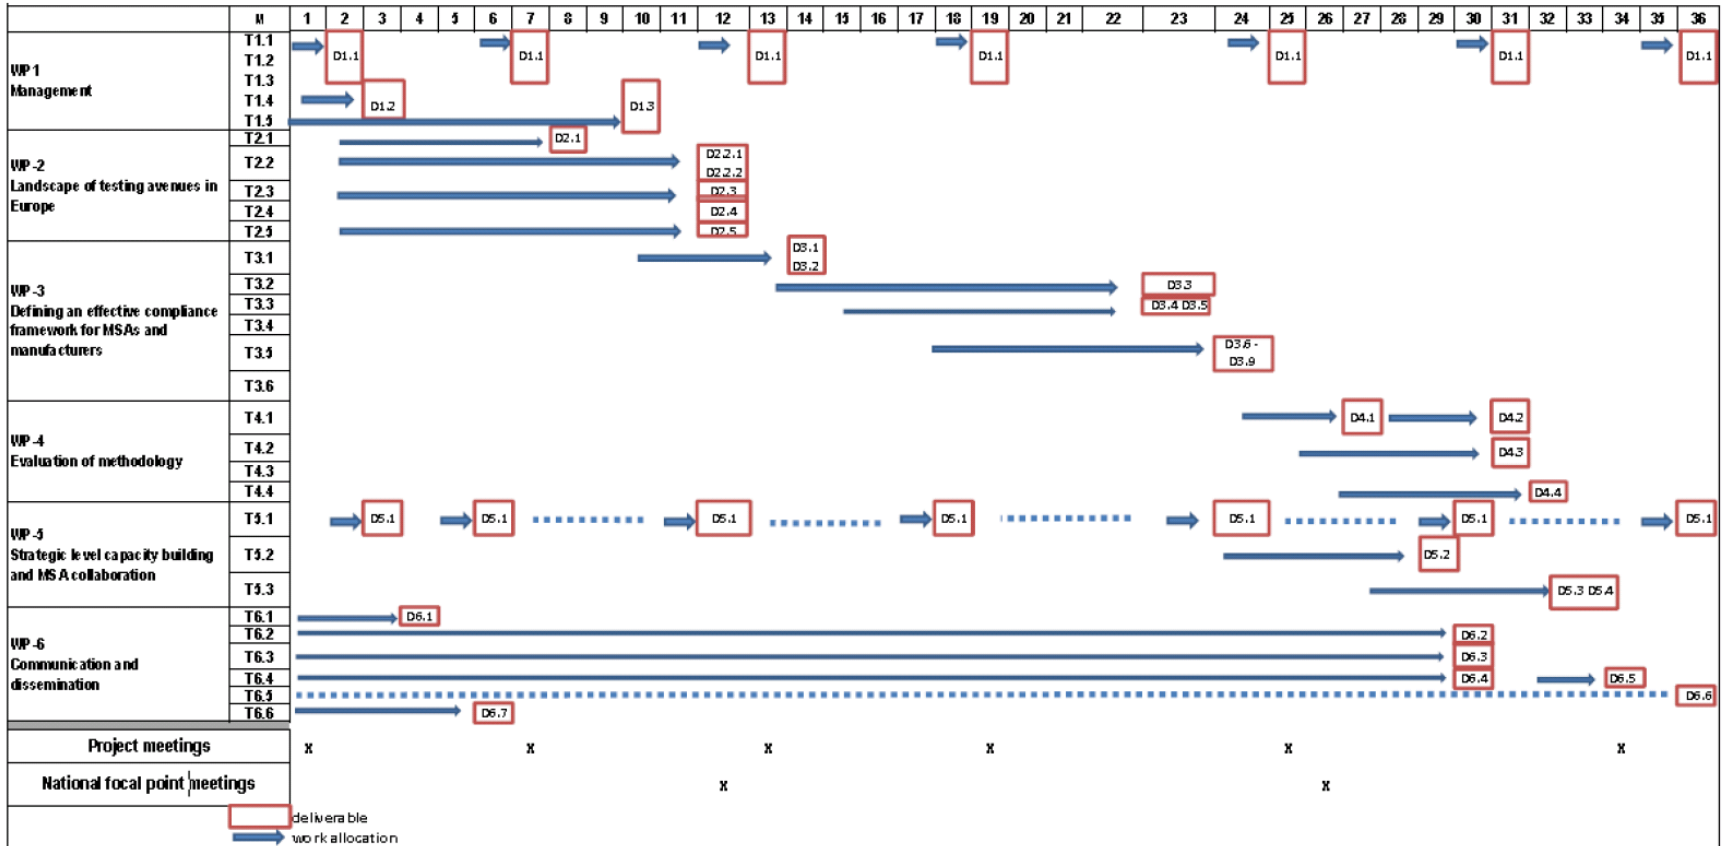 M 1 2 3 4 5 6 7 8 9 10 11 12 13 14 15 16 17 18 19 20 21 22 23 24 25 26 27 28 29 30 31 32 33 34 35 36
WP1
Management
T1.1
T1.2
T1.3
T1.4
T1.5
D1.1 D1.1 D1.1 D1.1 D1.1 D1.1 D1.1
D1.2 D1.3
WP-2
Landscape of testing avenues in
Europe
T2.1 D2.1
T2.2 D2.2.1
D2.2.2
T2.3 D2.3
T2.4 D2.4
T2.5 D2.5
WP-3
Defining an effective compliance
framework for MSAs and
manufacturers
T3.1 D3.1
D3.2
T3.2 D3.3
T3.3 D3.4 D3.5
T3.4
T3.5 D3.6 -
D3.9
T3.6
WP-4
Evaluation of methodology
T4.1 D4.1 D4.2
T4.2 D4.3
T4.3
T4.4 D4.4
WP-5
Strategic level capacity building
and MSA collaboration
T5.1 D5.1 D5.1 D5.1 D5.1 D5.1 D5.1 D5.1
T5.2 D5.2
T5.3 D5.3 D5.4
WP-6
Communication and
dissemination
T6.1 D6.1
T6.2 D6.2
T6.3 D6.3
T6.4 D6.4 D6.5
T6.5 D6.6
T6.6 D6.7
Project meetings x x x x x x
National focal point meetings x x
deliverable
work allocation